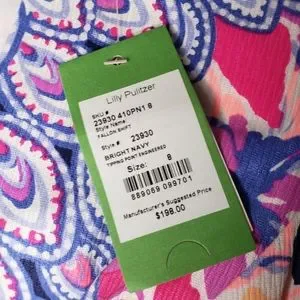 Lilly Pulitzer
SKU #
23930 410PN1 8
Style Name:
FALLON SHIFT
Style #: 23930
BRIGHT NAVY
TIPPING POINT ENGINEERED
Size: 8
889069 099701
Manufacturer's Suggested Price
$198.00